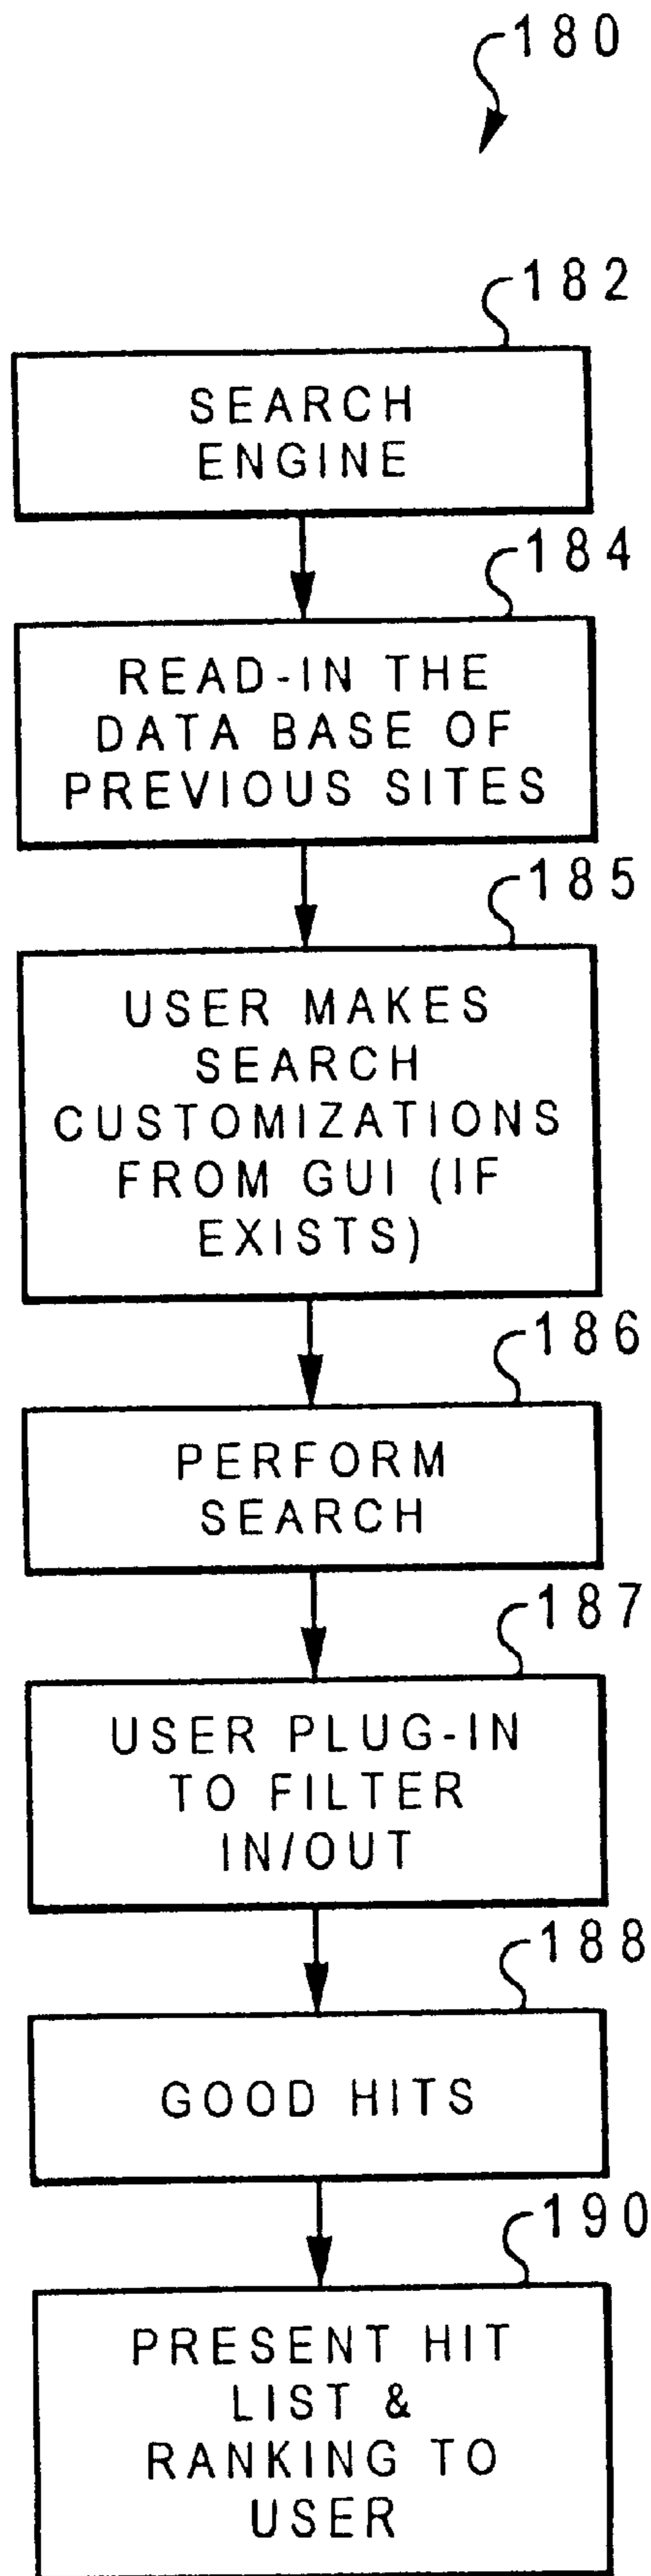 180
182
SEARCH
ENGINE
184
READ-IN THE
DATA BASE OF
PREVIOUS SITES
185
USER MAKES
SEARCH
CUSTOMIZATIONS
FROM GUI (IF
EXISTS)
186
PERFORM
SEARCH
187
USER PLUG-IN
TO FILTER
IN/OUT
188
GOOD HITS
190
PRESENT HIT
LIST &
RANKING TO
USER